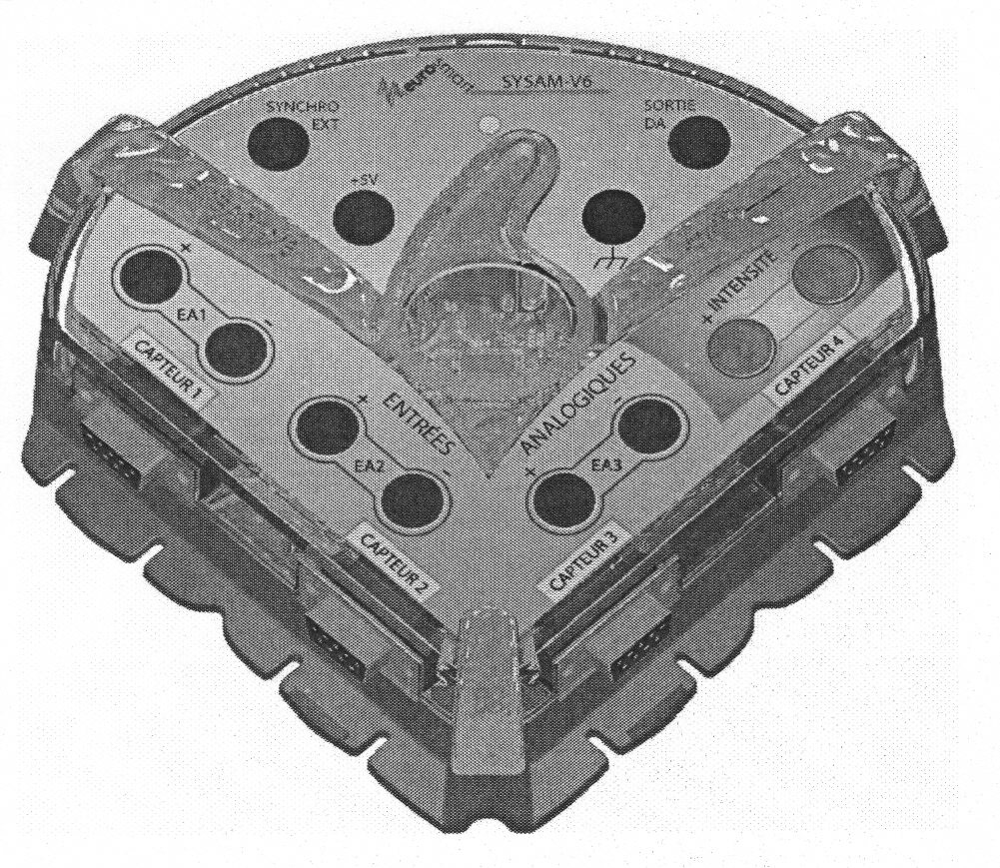 eurosmart
SYSAM-V6
SYNCHRO
EXT
SORTIE
DA
+5V
+
EA1
-
CAPTEUR 1
+
EA2
-
CAPTEUR 2
ENTRÉES
ANALOGIQUES
-
EA3
+
CAPTEUR 3
+ INTENSITÉ -
CAPTEUR 4